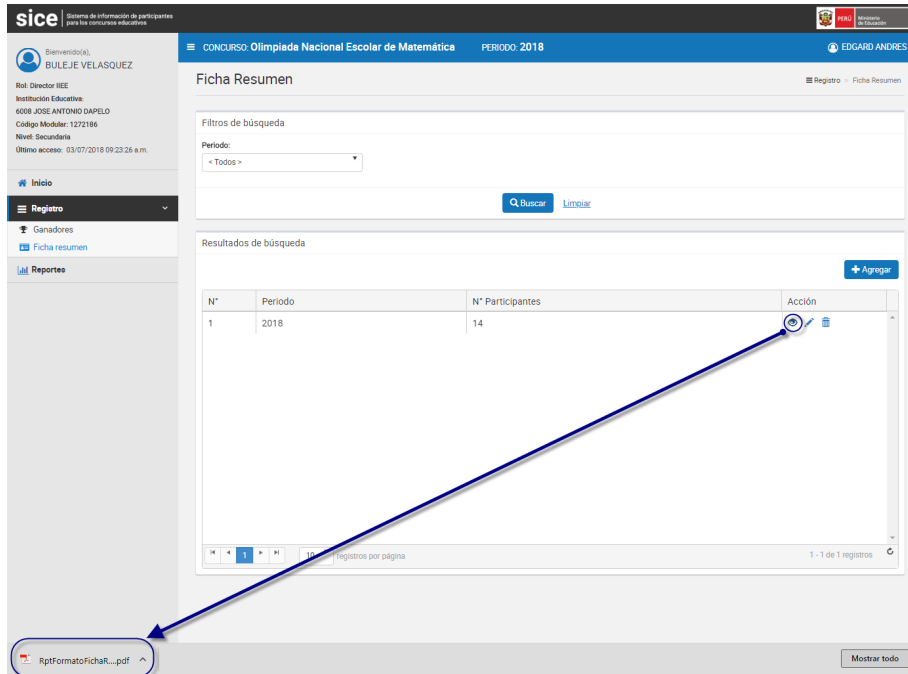 sice Sistema de información de participantes
para los concursos educativos
PERÚ Ministerio
de Educación
Bienvenido(a),
BULEJE VELASQUEZ
CONCURSO: Olimpiada Nacional Escolar de Matemática PERIODO: 2018 EDGARD ANDRES
Rol: Director IIEE
Institución Educativa:
6008 JOSE ANTONIO DAPELO
Código Modular: 1272186
Nivel: Secundaria
Último acceso: 03/07/2018 09:23:26 a.m.
Inicio
Registro
Ganadores
Ficha resumen
Reportes
Ficha Resumen
Registro > Ficha Resumen
Filtros de búsqueda
Periodo:
< Todos >
Buscar Limpiar
Resultados de búsqueda
Agregar
N° Periodo N° Participantes Acción
1 2018 14
1 10 registros por página 1 - 1 de 1 registros
RptFormatoFichaR....pdf Mostrar todo